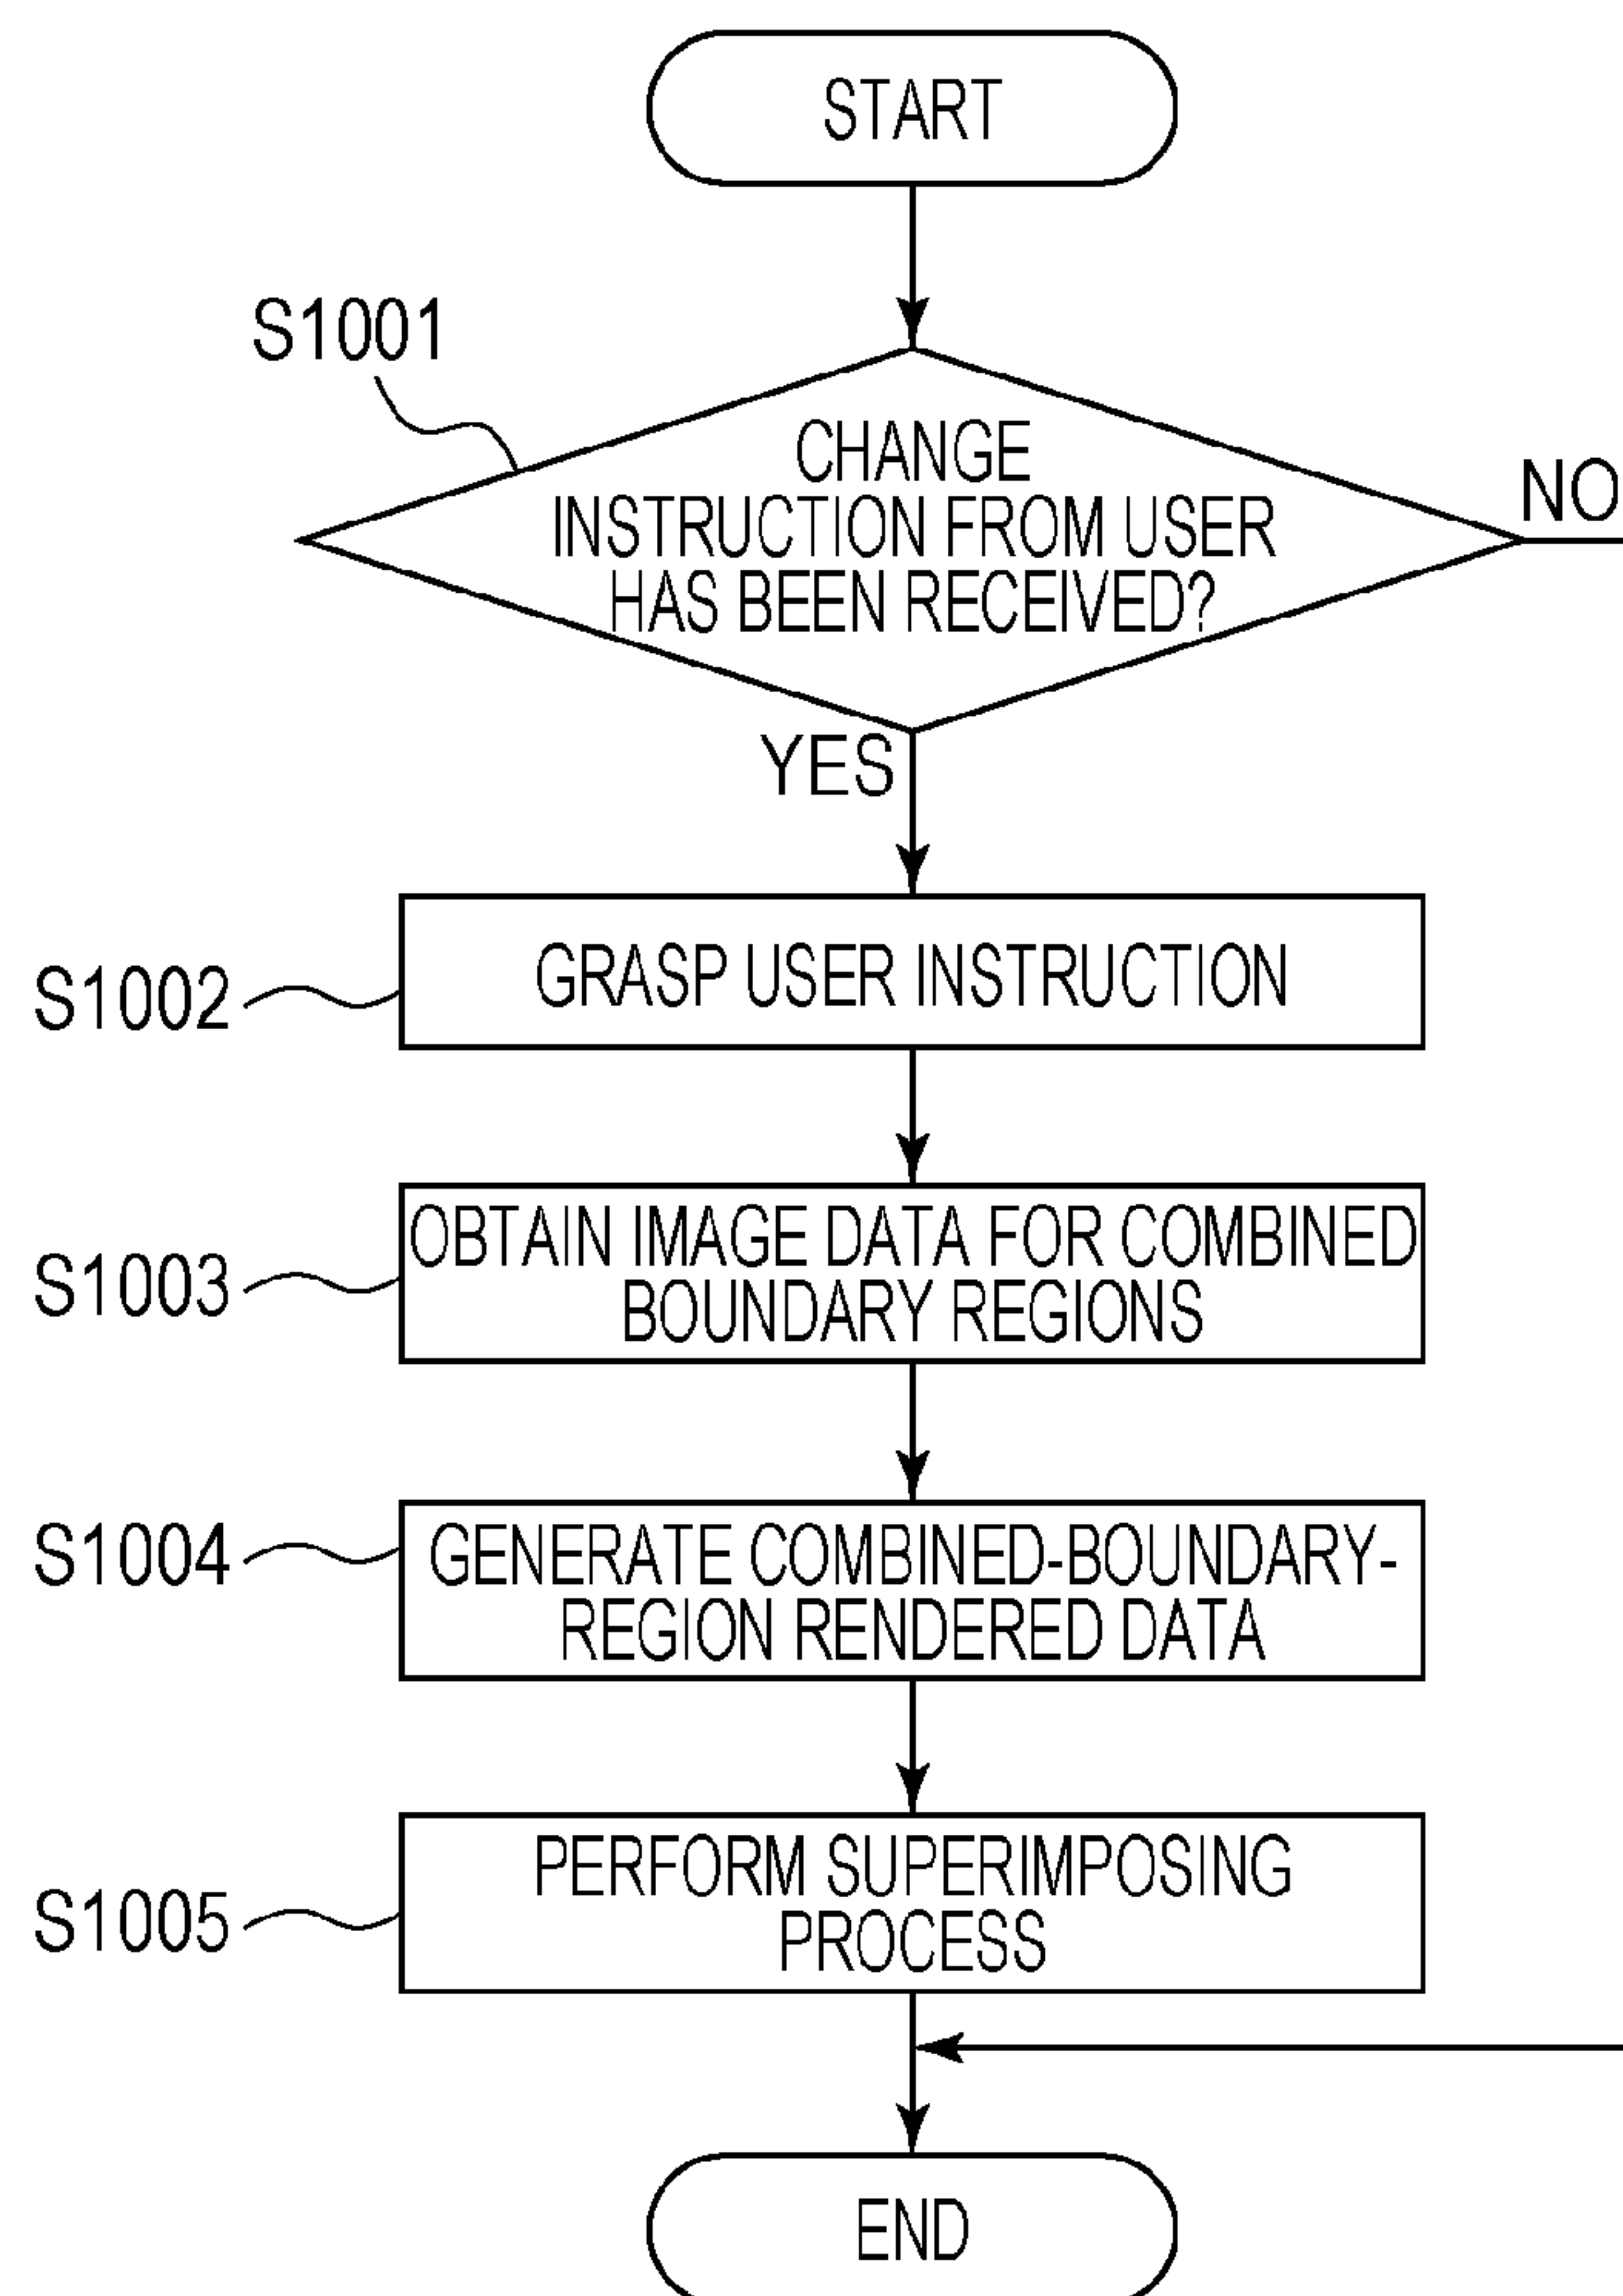 START
S1001
CHANGE
INSTRUCTION FROM USER
HAS BEEN RECEIVED?
NO
YES
S1002
GRASP USER INSTRUCTION
S1003
OBTAIN IMAGE DATA FOR COMBINED
BOUNDARY REGIONS
S1004
GENERATE COMBINED-BOUNDARY-
REGION RENDERED DATA
S1005
PERFORM SUPERIMPOSING
PROCESS
END